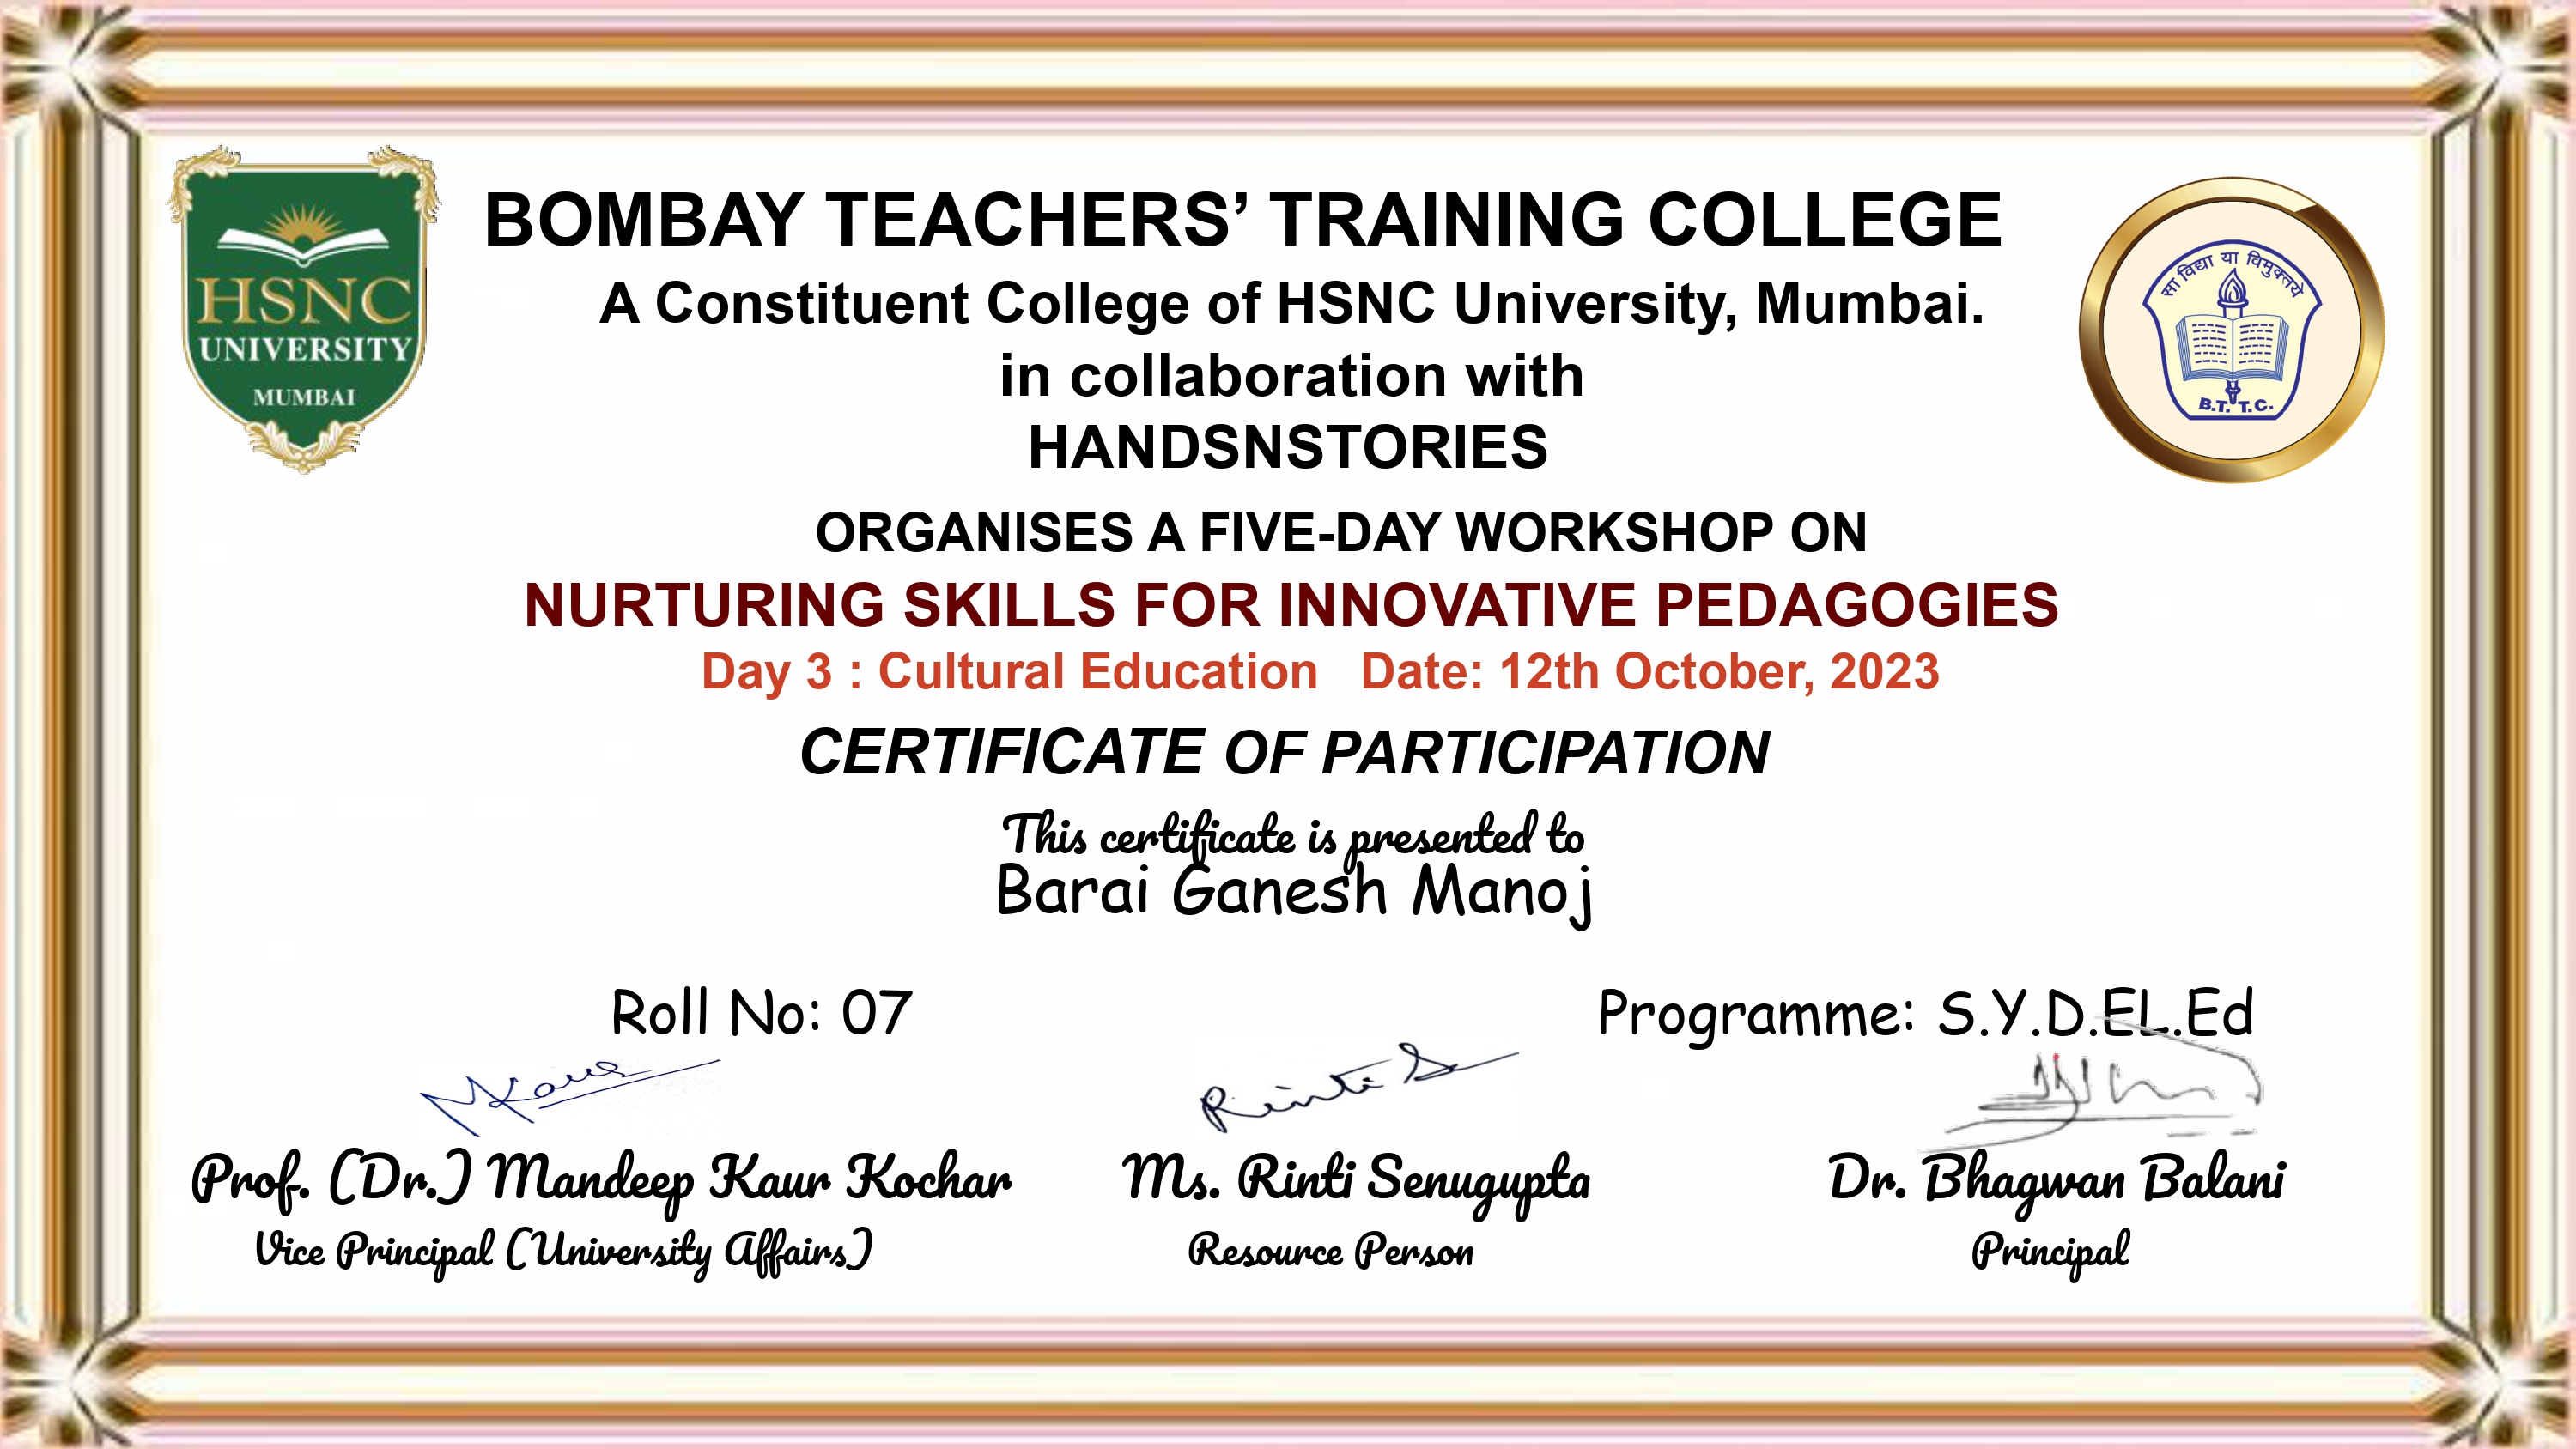 HSNC
UNIVERSITY
MUMBAI
BOMBAY TEACHERS’ TRAINING COLLEGE
A Constituent College of HSNC University, Mumbai.
in collaboration with
HANDSNSTORIES
सा विद्या या विमुक्तये
B.T.T.C.
ORGANISES A FIVE-DAY WORKSHOP ON
NURTURING SKILLS FOR INNOVATIVE PEDAGOGIES
Day 3 : Cultural Education Date: 12th October, 2023
CERTIFICATE OF PARTICIPATION
This certificate is presented to
Barai Ganesh Manoj
Roll No: 07 Programme: S.Y.D.EL.Ed
MKaur Rinti S
Prof. (Dr.) Mandeep Kaur Kochar Ms. Rinti Senugupta Dr. Bhagwan Balani
Vice Principal (University Affairs) Resource Person Principal